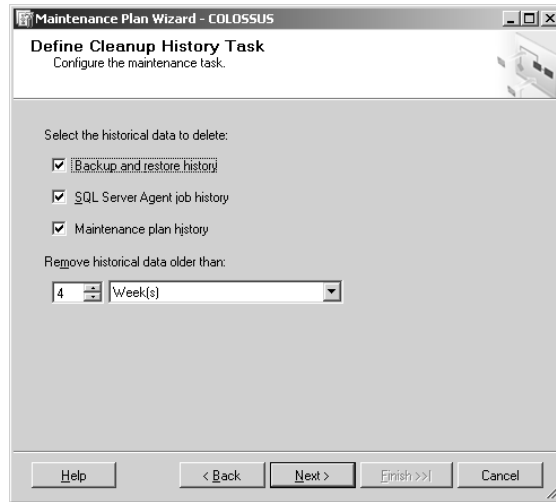 Maintenance Plan Wizard - COLOSSUS
Define Cleanup History Task
Configure the maintenance task.
Select the historical data to delete:
Backup and restore history
SQL Server Agent job history
Maintenance plan history
Remove historical data older than:
4 Week(s)
Help < Back Next > Finish >>| Cancel